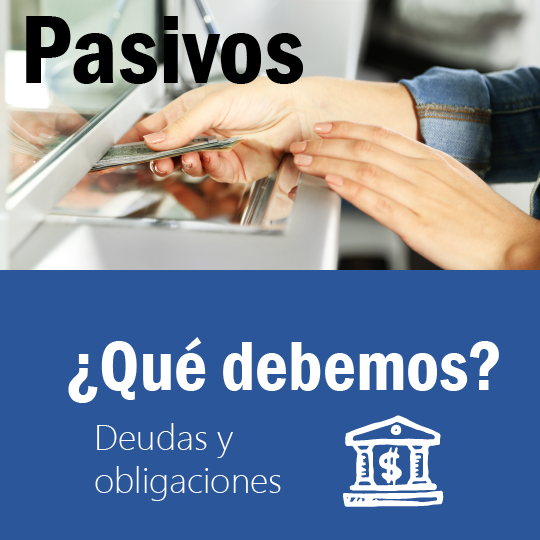 Pasivos
¿Qué debemos?
Deudas y
obligaciones
$